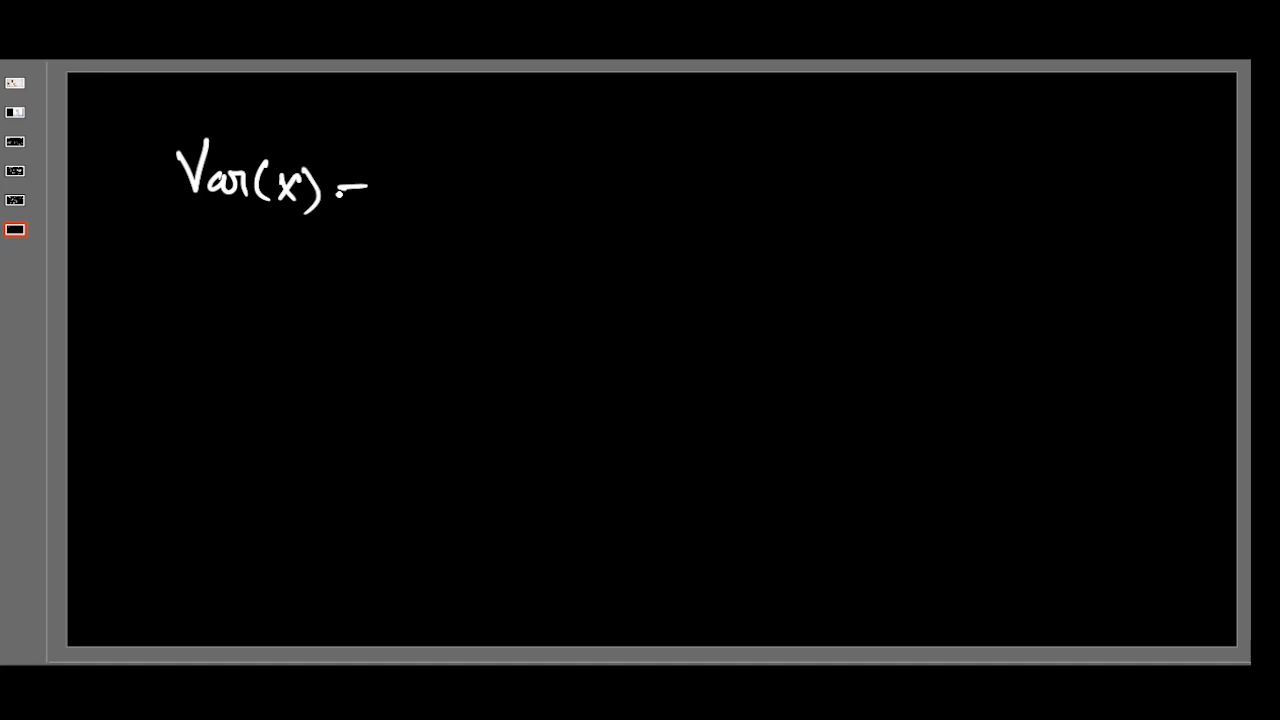 Var(x) =